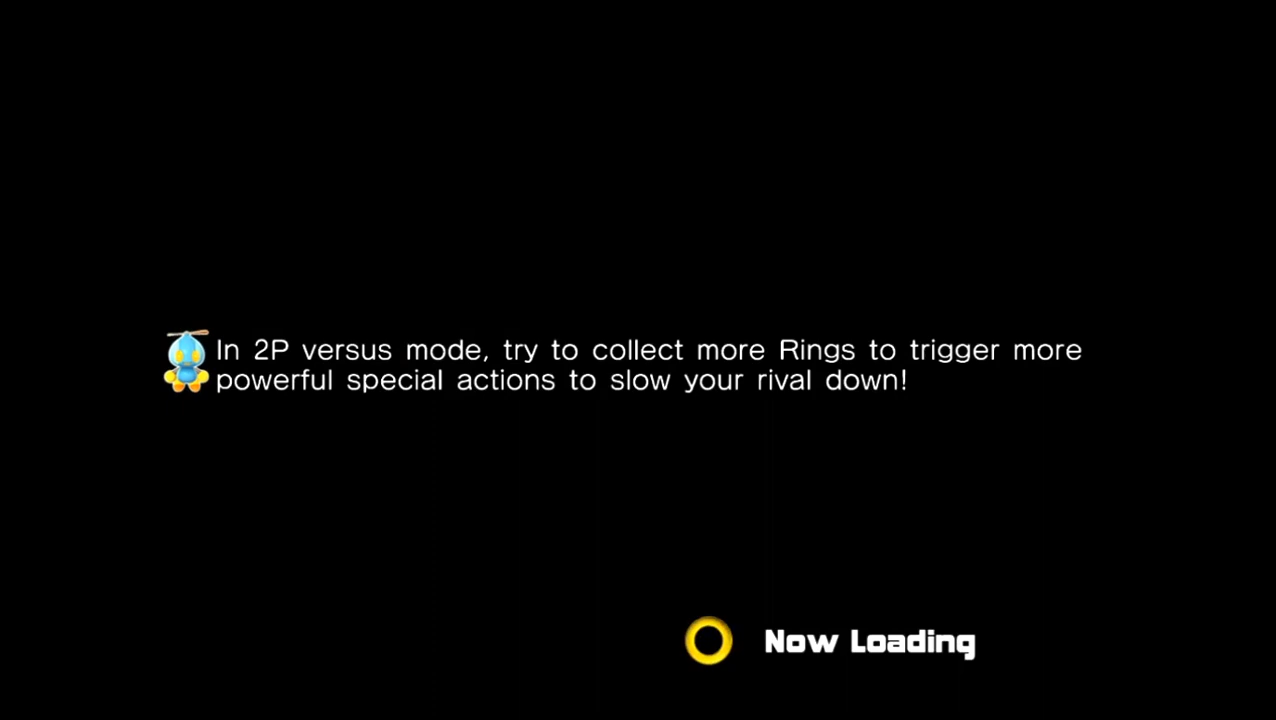 In 2P versus mode, try to collect more Rings to trigger more
powerful special actions to slow your rival down!
Now Loading